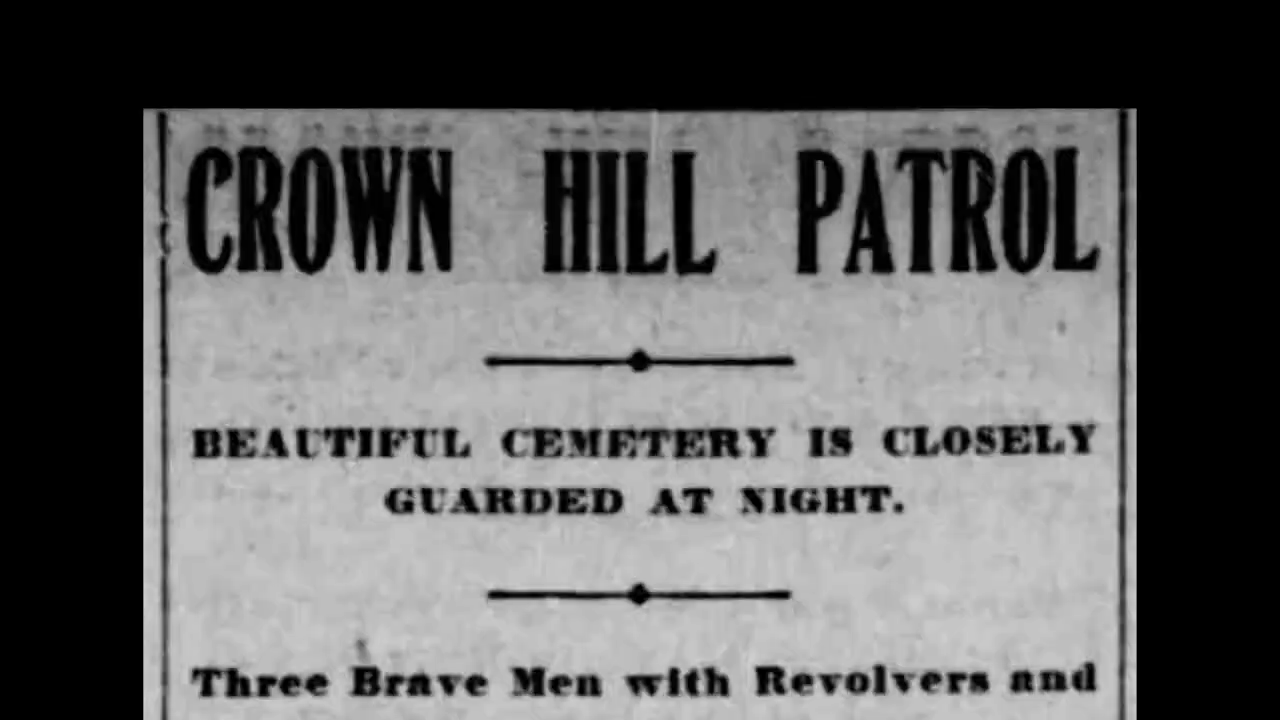 CROWN HILL PATROL
BEAUTIFUL CEMETERY IS CLOSELY
GUARDED AT NIGHT.
Three Brave Men with Revolvers and